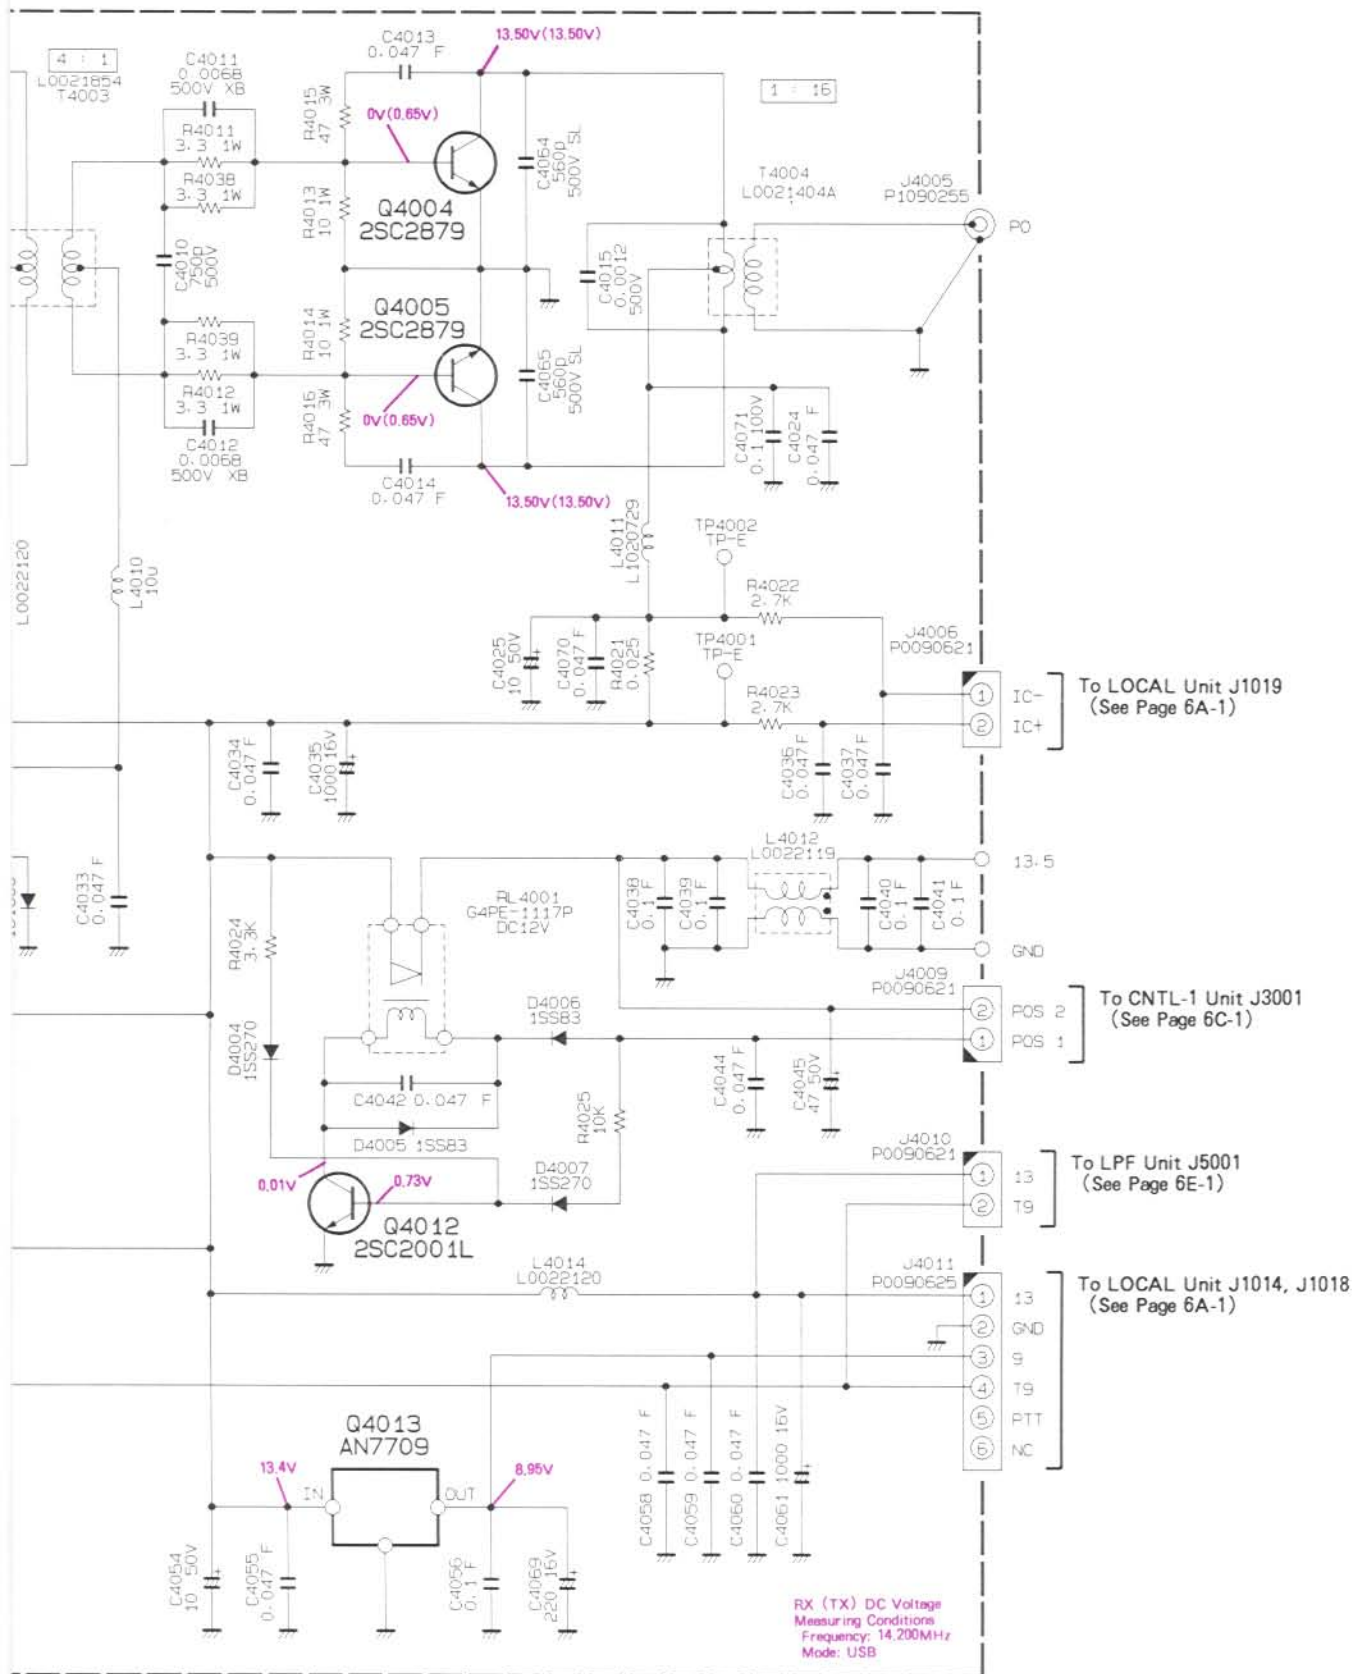 4 : 1
L0021854
T4003
C4011
0.0068
500V XB
R4011
3.3 1W
R4038
3.3 1W
C4010
750p
500V
R4039
3.3 1W
R4012
3.3 1W
C4012
0.0068
500V XB
C4013
0.047 F
R4015
47 3W
0V(0.65V)
13.50V(13.50V)
R4013
10 1W
Q4004
2SC2879
C4064
560p
500V SL
Q4005
2SC2879
R4014
10 1W
R4016
47 3W
0V(0.65V)
C4065
560p
500V SL
C4014
0.047 F
13.50V(13.50V)
1 : 16
T4004
L0021404A
J4005
P1090255
PO
C4015
0.0012
500V
C4071
0.1 100V
C4024
0.047 F
L0022120
L4010
10U
L4011
L1020729
TP4002
TP-E
R4022
2.7K
C4025
10 50V
C4070
0.047 F
R4021
0.025
TP4001
TP-E
R4023
2.7K
J4006
P0090621
1 IC-
2 IC+
To LOCAL Unit J1019
(See Page 6A-1)
C4034
0.047 F
C4035
1000 16V
C4036
0.047F
C4037
0.047F
C4033
0.047 F
L4012
L0022119
13.5
RL4001
G4PE-1117P
DC12V
C4038
0.1 F
C4039
0.1 F
C4040
0.1 F
C4041
0.1F
GND
R4024
3.3K
J4009
P0090621
2 POS 2
1 POS 1
To CNTL-1 Unit J3001
(See Page 6C-1)
D4006
1SS83
D4004
1SS270
C4042 0.047 F
D4005 1SS83
R4025
10K
C4044
0.047 F
C4045
47 50V
J4010
P0090621
1 13
2 T9
To LPF Unit J5001
(See Page 6E-1)
0.01V
0.73V
D4007
1SS270
Q4012
2SC2001L
L4014
L0022120
J4011
P0090625
1 13
2 GND
3 9
4 T9
5 PTT
6 NC
To LOCAL Unit J1014, J1018
(See Page 6A-1)
Q4013
AN7709
13.4V
IN
OUT
8.95V
C4058 0.047 F
C4059 0.047 F
C4060 0.047 F
C4061 1000 16V
C4054
10 50V
C4055
0.047 F
C4056
0.1 F
C4069
220 16V
RX (TX) DC Voltage
Measuring Conditions
Frequency: 14.200MHz
Mode: USB